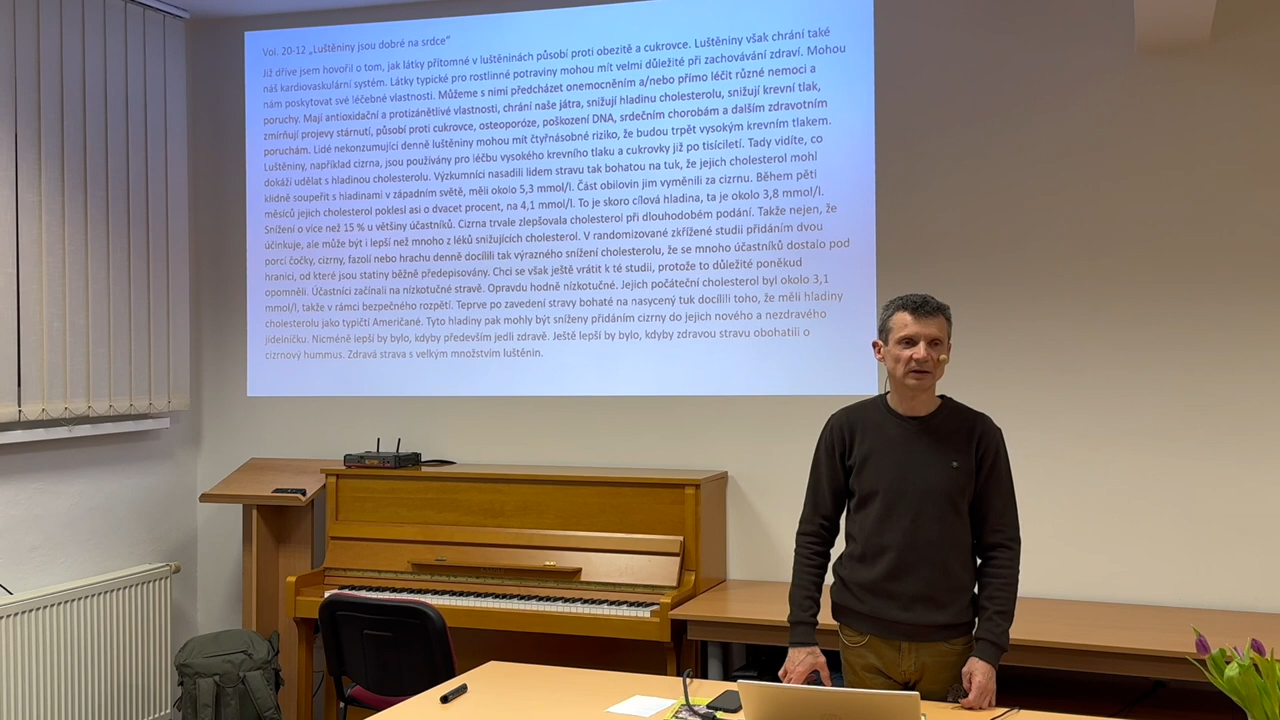 Vol. 20-12 „Luštěniny jsou dobré na srdce“
Již dříve jsem hovořil o tom, jak látky přítomné v luštěninách působí proti obezitě a cukrovce. Luštěniny však chrání také
náš kardiovaskulární systém. Látky typické pro rostlinné potraviny mohou mít velmi důležité při zachovávání zdraví. Mohou
nám poskytovat své léčebné vlastnosti. Můžeme s nimi předcházet onemocněním a/nebo přímo léčit různé nemoci a
poruchy. Mají antioxidační a protizánětlivé vlastnosti, chrání naše játra, snižují hladinu cholesterolu, snižují krevní tlak,
zmírňují projevy stárnutí, působí proti cukrovce, osteoporóze, poškození DNA, srdečním chorobám a dalším zdravotním
poruchám. Lidé nekonzumující denně luštěniny mohou mít čtyřnásobné riziko, že budou trpět vysokým krevním tlakem.
Luštěniny, například cizrna, jsou používány pro léčbu vysokého krevního tlaku a cukrovky již po tisíciletí. Tady vidíte, co
dokáží udělat s hladinou cholesterolu. Výzkumníci nasadili lidem stravu tak bohatou na tuk, že jejich cholesterol mohl
klidně soupeřit s hladinami v západním světě, měli okolo 5,3 mmol/l. Část obilovin jim vyměnili za cizrnu. Během pěti
měsíců jejich cholesterol poklesl asi o dvacet procent, na 4,1 mmol/l. To je skoro cílová hladina, ta je okolo 3,8 mmol/l.
Snížení o více než 15 % u většiny účastníků. Cizrna trvale zlepšovala cholesterol při dlouhodobém podání. Takže nejen, že
účinkuje, ale může být i lepší než mnoho z léků snižujících cholesterol. V randomizované zkřížené studii přidáním dvou
porcí čočky, cizrny, fazolí nebo hrachu denně docílili tak výrazného snížení cholesterolu, že se mnoho účastníků dostalo pod
hranici, od které jsou statiny běžně předepisovány. Chci se však ještě vrátit k té studii, protože to důležité poněkud
opomněli. Účastníci začínali na nízkotučné stravě. Opravdu hodně nízkotučné. Jejich počáteční cholesterol byl okolo 3,1
mmol/l, takže v rámci bezpečného rozpětí. Teprve po zavedení stravy bohaté na nasycený tuk docílili toho, že měli hladiny
cholesterolu jako typičtí Američané. Tyto hladiny pak mohly být sníženy přidáním cizrny do jejich nového a nezdravého
jídelníčku. Nicméně lepší by bylo, kdyby především jedli zdravě. Ještě lepší by bylo, kdyby zdravou stravu obohatili o
cizrnový hummus. Zdravá strava s velkým množstvím luštěnin.